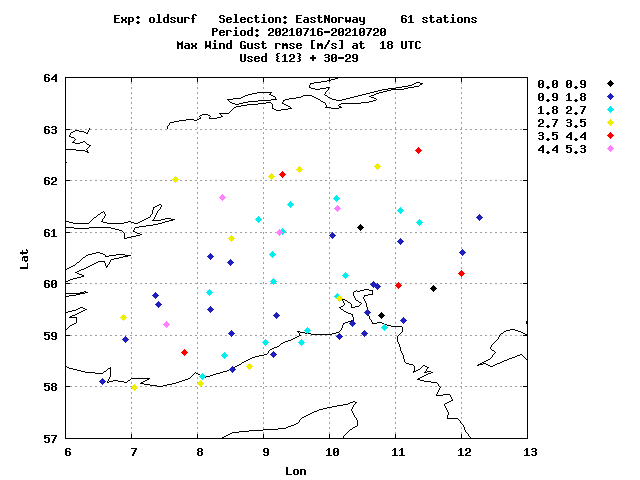 Exp: oldsurf   Selection: EastNorway     61 stations
Period: 20210716-20210720
Max Wind Gust rmse [m/s] at  18 UTC
Used {12} + 30-29
0.0 0.9
0.9 1.8
1.8 2.7
2.7 3.5
3.5 4.4
4.4 5.3
64
63
62
61
60
59
58
57
Lat
6 7 8 9 10 11 12 13
Lon